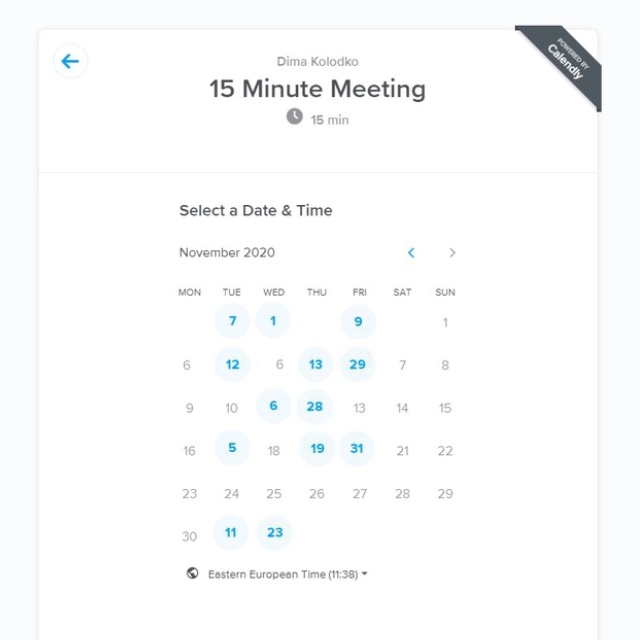 POWERED BY
Calendly
Dima Kolodko
15 Minute Meeting
15 min
Select a Date & Time
November 2020
MON TUE WED THU FRI SAT SUN
7 1 9 1
6 12 6 13 29 7 8
9 10 6 28 13 14 15
16 5 18 19 31 21 22
23 24 25 26 27 28 29
30 11 23
Eastern European Time (11:38)